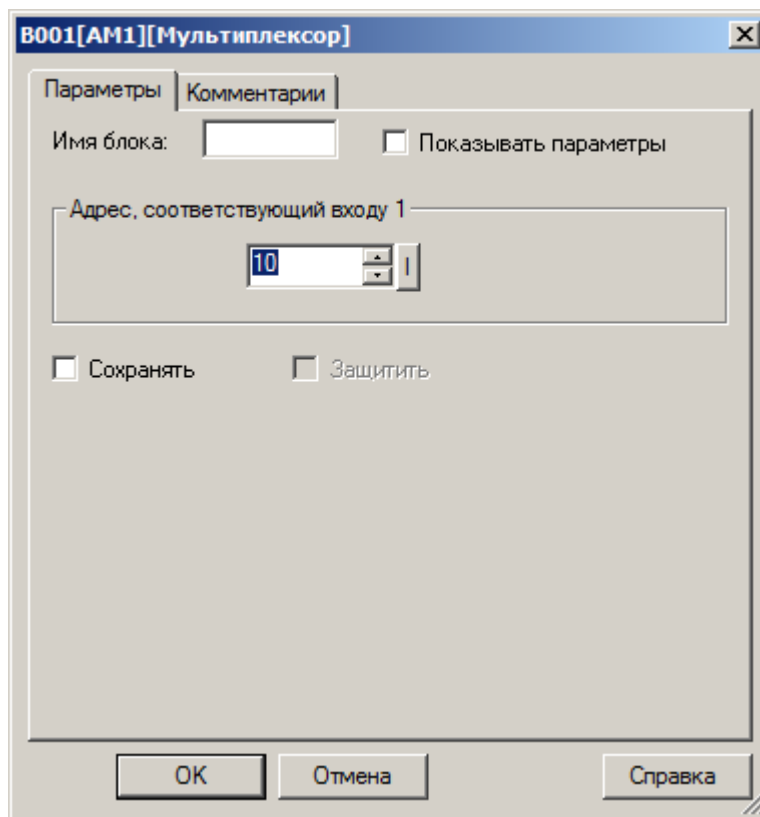 B001[AM1][Мультиплексор]
Параметры Комментарии
Имя блока: Показывать параметры
Адрес, соответствующий входу 1
10 I
Сохранять Защитить
OK Отмена Справка